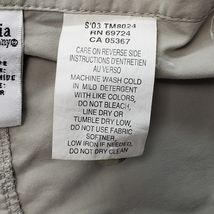 S'03 TM8024
RN 69724
CA 05367
CARE ON REVERSE SIDE
INSTRUCTIONS D'ENTRETIEN
AU VERSO
MACHINE WASH COLD
IN MILD DETERGENT
WITH LIKE COLORS,
DO NOT BLEACH.
LINE DRY OR
TUMBLE DRY LOW.
DO NOT USE FABRIC
SOFTNER.
LOW IRON IF NEEDED.
DO NOT DRY CLEAN